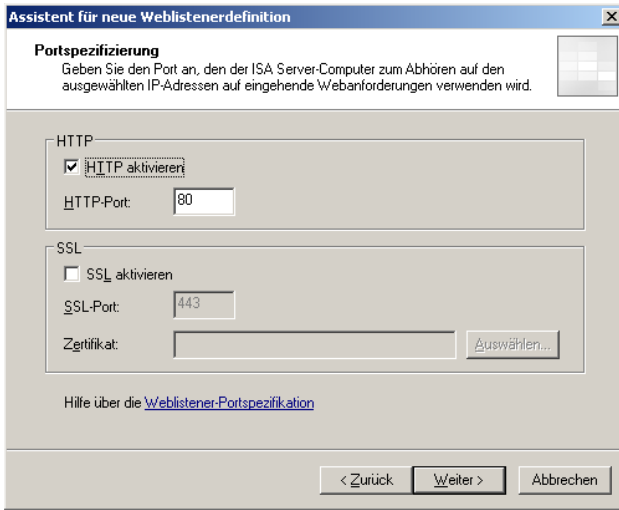 Assistent für neue Weblistenerdefinition
Portspezifizierung
Geben Sie den Port an, den der ISA Server-Computer zum Abhören auf den
ausgewählten IP-Adressen auf eingehende Webanforderungen verwenden wird.
HTTP
HTTP aktivieren
HTTP-Port: 80
SSL
SSL aktivieren
SSL-Port: 443
Zertifikat: Auswählen...
Hilfe über die Weblistener-Portspezifikation
< Zurück Weiter > Abbrechen